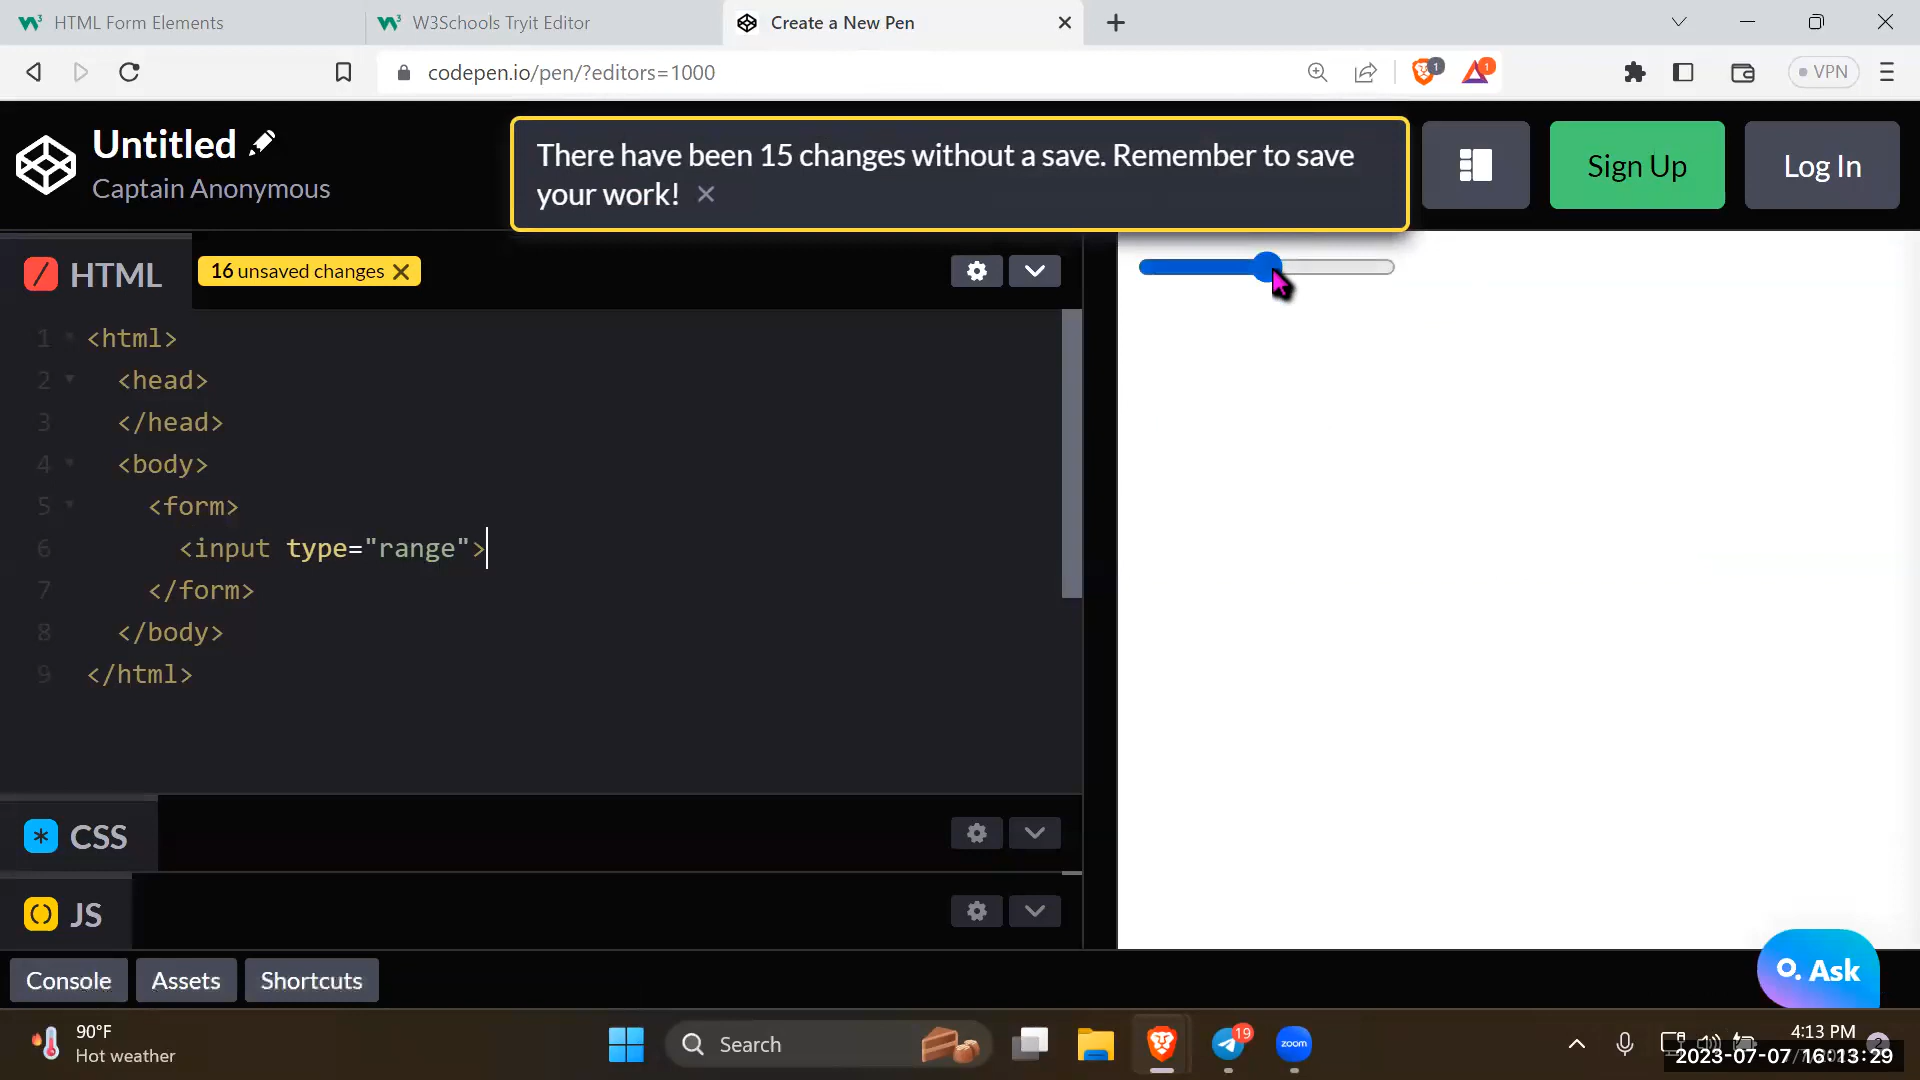 HTML Form Elements
W3Schools Tryit Editor
Create a New Pen
codepen.io/pen/?editors=1000
1
1
VPN
Untitled
Captain Anonymous
There have been 15 changes without a save. Remember to save
your work!
Sign Up
Log In
HTML
16 unsaved changes
1 <html>
2 <head>
3 </head>
4 <body>
5 <form>
6 <input type="range">
7 </form>
8 </body>
9 </html>
CSS
JS
Console
Assets
Shortcuts
Ask
90°F
Hot weather
Search
19
zoom
4:13 PM
2023-07-07 16:13:29